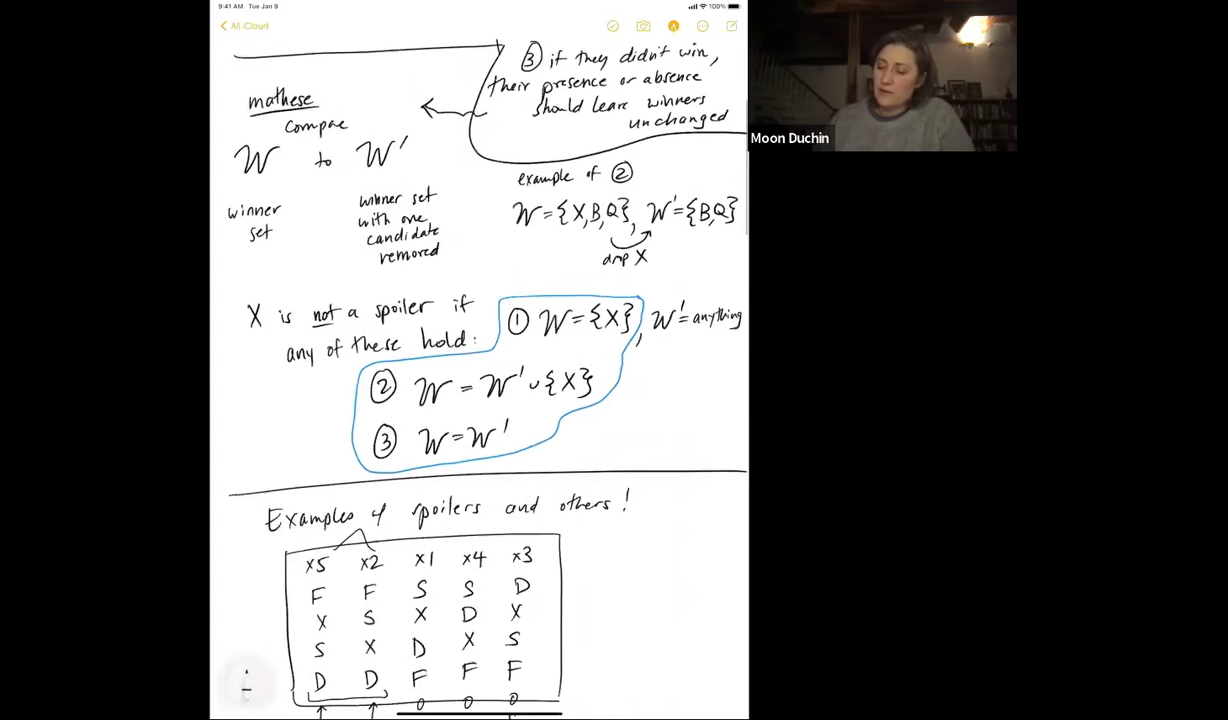 9:41 AM Tue Jan 9
100%
All iCloud
③ if they didn't win,
their presence or absence
should leave winners
unchanged
mathese
compare
W to W'
winner
set
winner set
with one
candidate
removed
example of ②
W = {X,B,Q}, W' = {B,Q}
drop X
X is not a spoiler if
any of these hold:
① W = {X}, W' = anything
② W = W' ∪ {X}
③ W = W'
Examples of spoilers and others!
x5 x2 x1 x4 x3
F F S S D
X S X D X
S X D X S
D D F F F
0 0 0
Moon Duchin